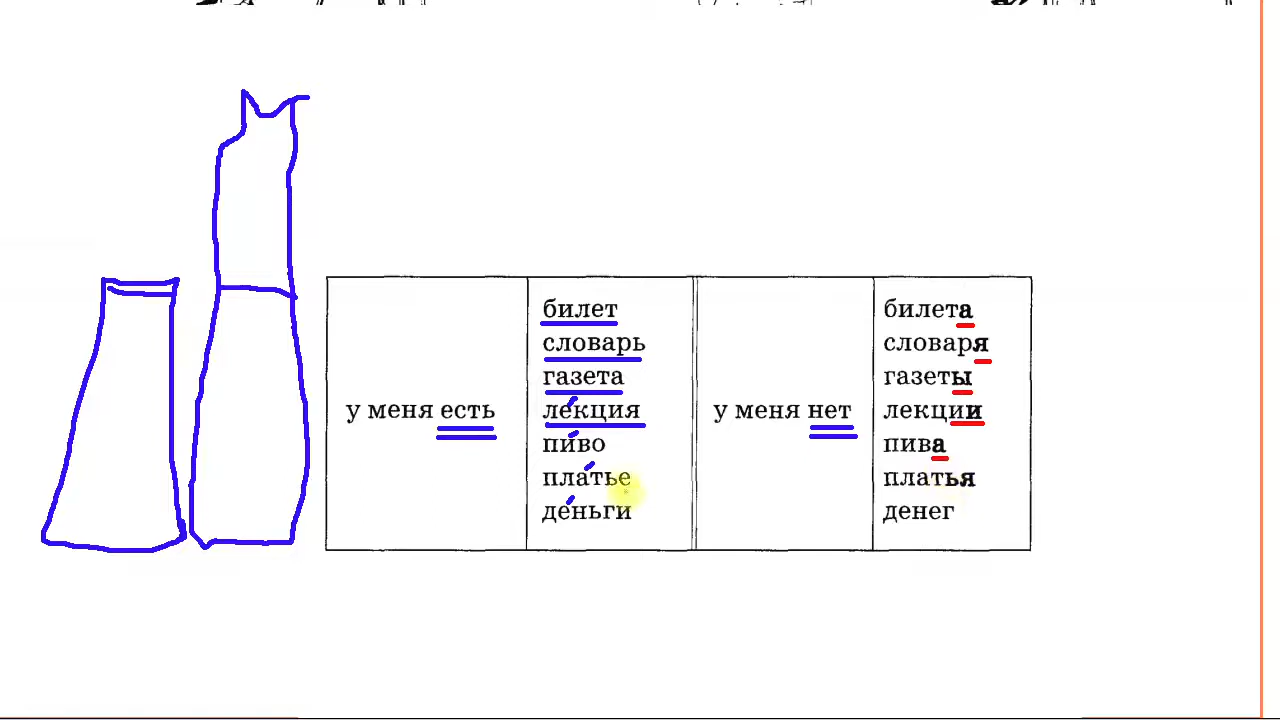 у меня есть
билет
словарь
газета
лекция
пиво
платье
деньги
у меня нет
билета
словаря
газеты
лекции
пива
платья
денег